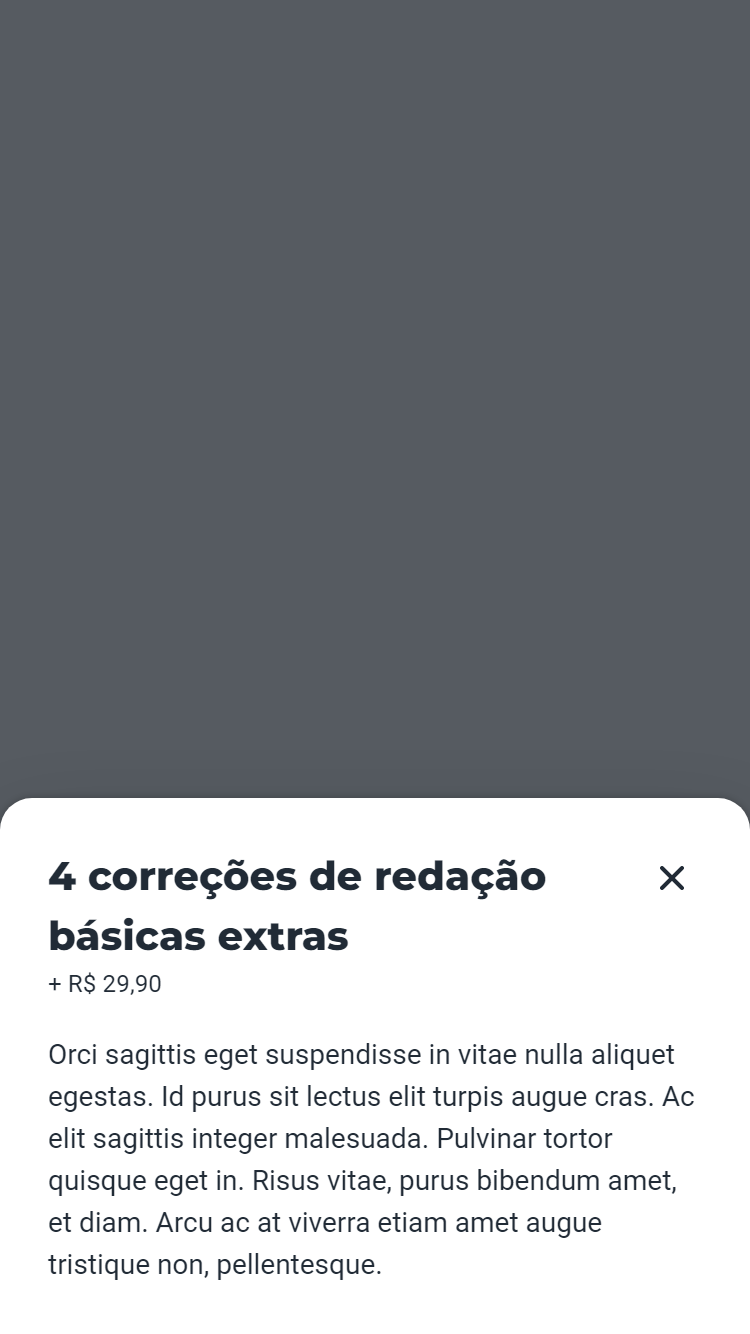 4 correções de redação
básicas extras
+ R$ 29,90
Orci sagittis eget suspendisse in vitae nulla aliquet
egestas. Id purus sit lectus elit turpis augue cras. Ac
elit sagittis integer malesuada. Pulvinar tortor
quisque eget in. Risus vitae, purus bibendum amet,
et diam. Arcu ac at viverra etiam amet augue
tristique non, pellentesque.